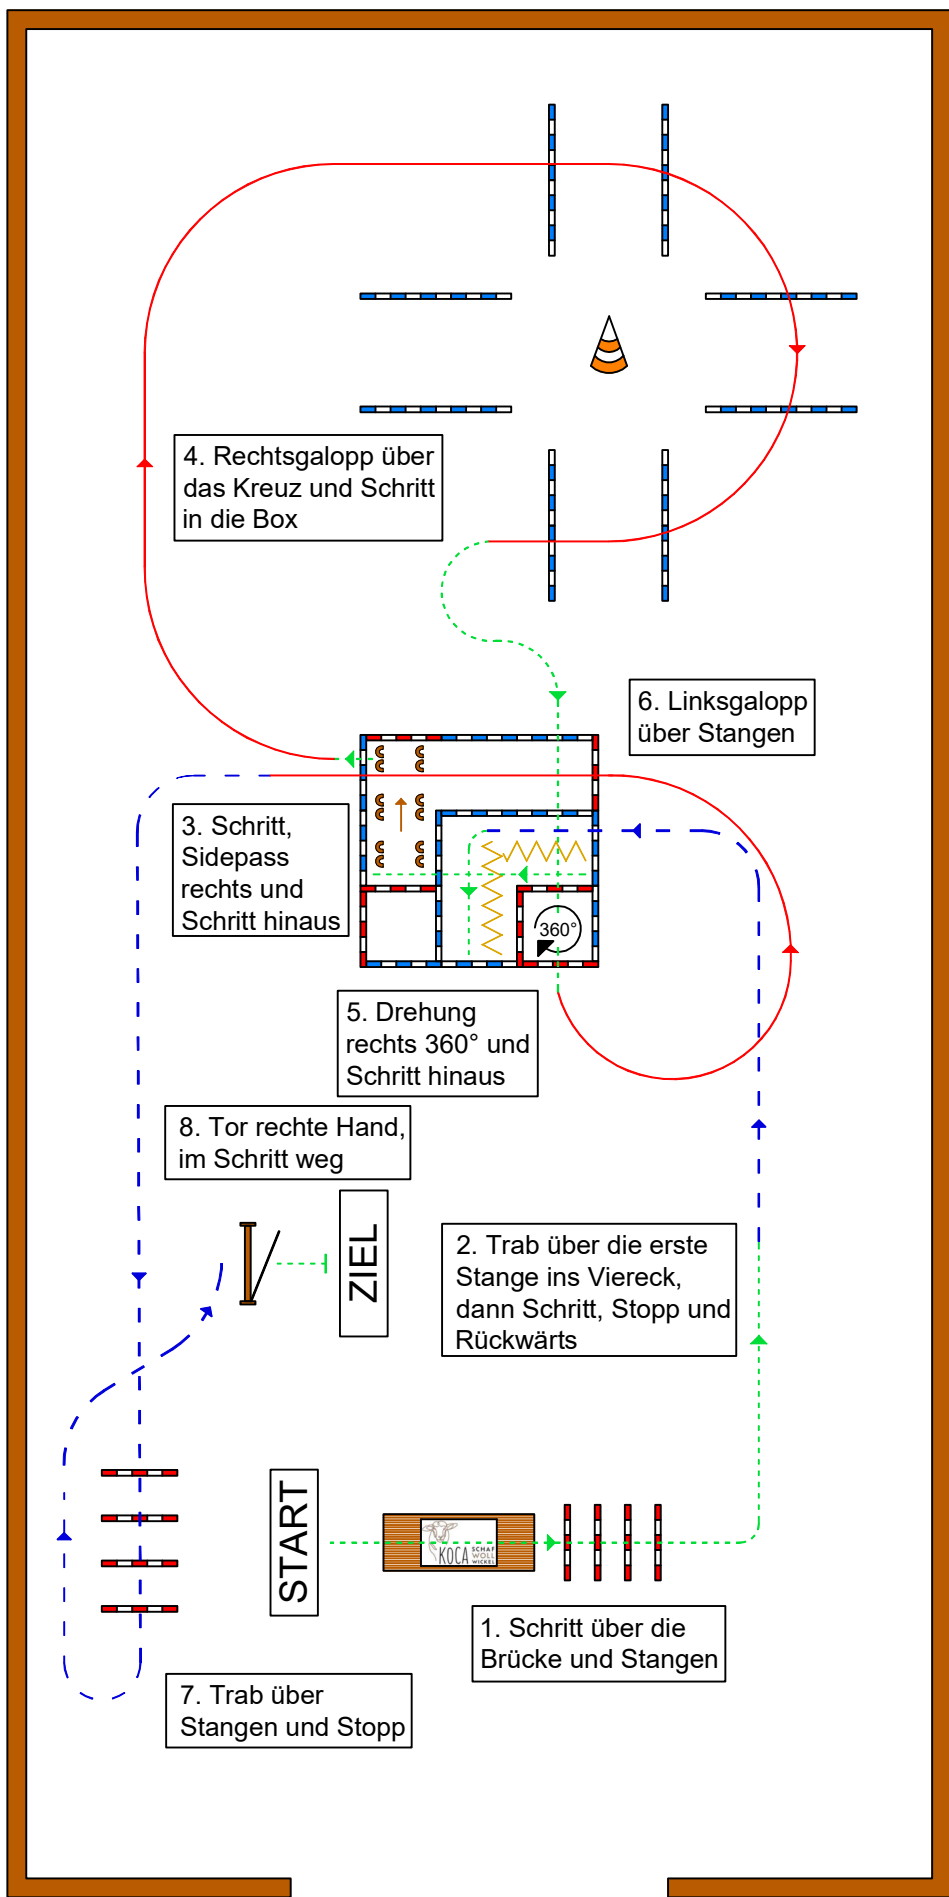 4. Rechtsgalopp über
das Kreuz und Schritt
in die Box
6. Linksgalopp
über Stangen
3. Schritt,
Sidepass
rechts und
Schritt hinaus
360°
5. Drehung
rechts 360° und
Schritt hinaus
8. Tor rechte Hand,
im Schritt weg
ZIEL
2. Trab über die erste
Stange ins Viereck,
dann Schritt, Stopp und
Rückwärts
START
KOCA
SCHAF
WOLL
WICKEL
1. Schritt über die
Brücke und Stangen
7. Trab über
Stangen und Stopp